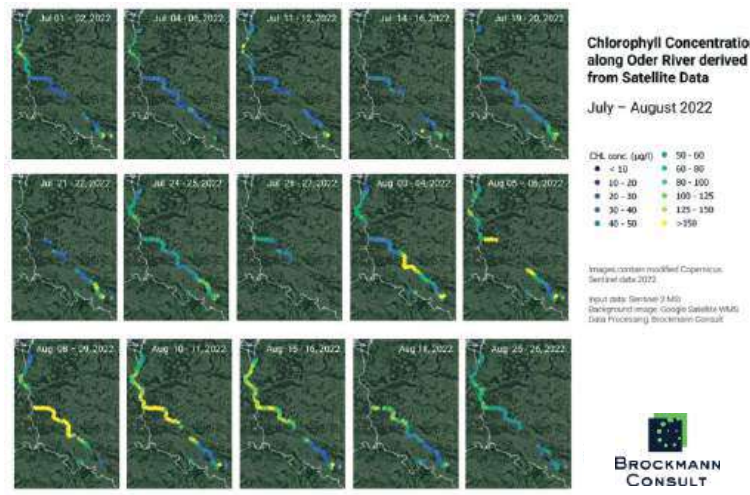 Jul 01 - 02, 2022
Jul 04 - 05, 2022
Jul 11 - 12, 2022
Jul 14 - 16, 2022
Jul 19 - 20, 2022
Chlorophyll Concentratio
along Oder River derived
from Satellite Data
July – August 2022
CHL conc. (µg/l)
< 10
10 - 20
20 - 30
30 - 40
40 - 50
50 - 60
60 - 80
80 - 100
100 - 125
125 - 150
>150
Jul 21 - 22, 2022
Jul 24 - 25, 2022
Jul 26 - 27, 2022
Aug 03 - 04, 2022
Aug 05 - 06, 2022
Images contain modified Copernicus
Sentinel data 2022
Input data: Sentinel-2 MSI
Background image: Google Satellite WMS
Data Processing: Brockmann Consult
Aug 08 - 09, 2022
Aug 10 - 11, 2022
Aug 15 - 16, 2022
Aug 2022
Aug 25 - 26, 2022
BROCKMANN
CONSULT